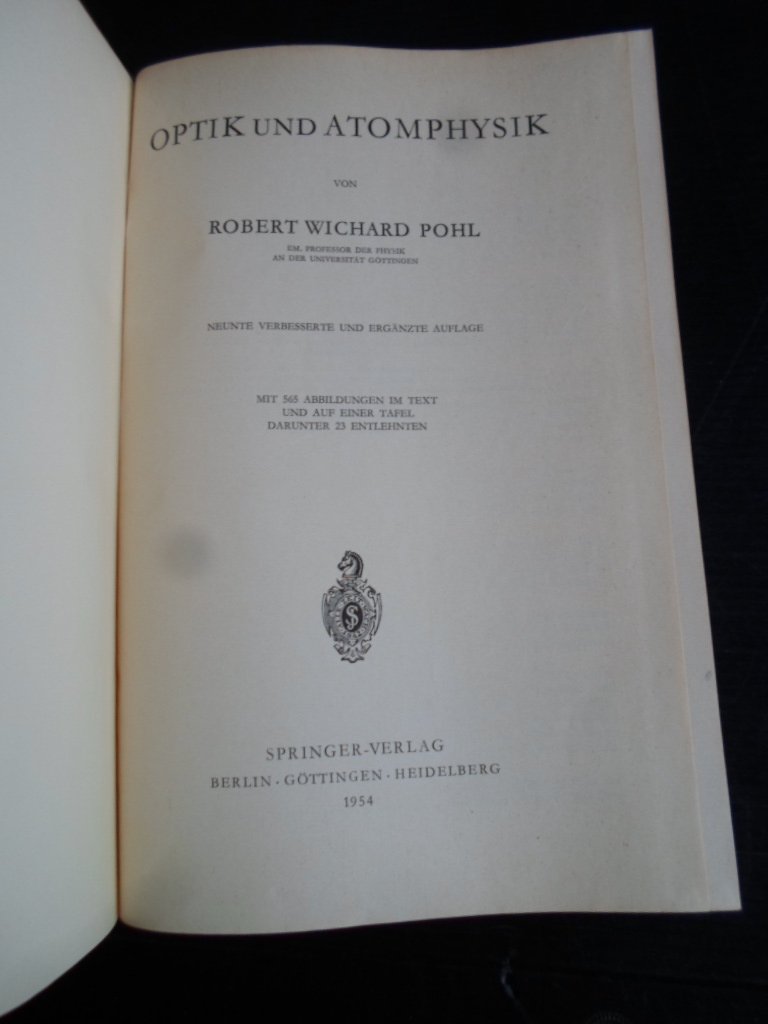 OPTIK UND ATOMPHYSIK
VON
ROBERT WICHARD POHL
EM. PROFESSOR DER PHYSIK
AN DER UNIVERSITÄT GÖTTINGEN
NEUNTE VERBESSERTE UND ERGÄNZTE AUFLAGE
MIT 565 ABBILDUNGEN IM TEXT
UND AUF EINER TAFEL
DARUNTER 23 ENTLEHNTEN
SPRINGER-VERLAG
BERLIN · GÖTTINGEN · HEIDELBERG
1954